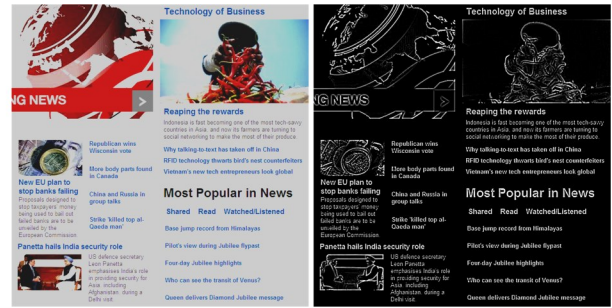 Technology of Business
NG NEWS
Reaping the rewards
Indonesia is fast becoming one of the most tech-savvy
countries in Asia, and now its farmers are turning to
social networking to make the most of their produce.
Why talking-to-text has taken off in China
RFID technology thwarts bird's nest counterfeiters
Vietnam's new tech entrepreneurs look global
Republican wins
Wisconsin vote
More body parts found
in Canada
China and Russia in
group talks
Strike 'killed top al-
Qaeda man'
New EU plan to
stop banks failing
Proposals designed to
stop taxpayers' money
being used to bail out
failed banks are to be
unveiled by the
European Commission
Panetta hails India security role
US defence secretary
Leon Panetta
emphasises India's role
in providing security for
Asia, including
Afghanistan, during a
Delhi visit.
Most Popular in News
Shared Read Watched/Listened
Base jump record from Himalayas
Pilot's view during Jubilee flypast
Four-day Jubilee highlights
Who can see the transit of Venus?
Queen delivers Diamond Jubilee message
Technology of Business
NG NEWS
Reaping the rewards
Indonesia is fast becoming one of the most tech-savvy
countries in Asia, and now its farmers are turning to
social networking to make the most of their produce.
Why talking-to-text has taken off in China
RFID technology thwarts bird's nest counterfeiters
Vietnam's new tech entrepreneurs look global
Republican wins
Wisconsin vote
More body parts found
in Canada
China and Russia in
group talks
Strike 'killed top al-
Qaeda man'
New EU plan to
stop banks failing
Proposals designed to
stop taxpayers' money
being used to bail out
failed banks are to be
unveiled by the
European Commission
Panetta hails India security role
US defence secretary
Leon Panetta
emphasises India's role
in providing security for
Asia, including
Afghanistan, during a
Delhi visit.
Most Popular in News
Shared Read Watched/Listened
Base jump record from Himalayas
Pilot's view during Jubilee flypast
Four-day Jubilee highlights
Who can see the transit of Venus?
Queen delivers Diamond Jubilee message